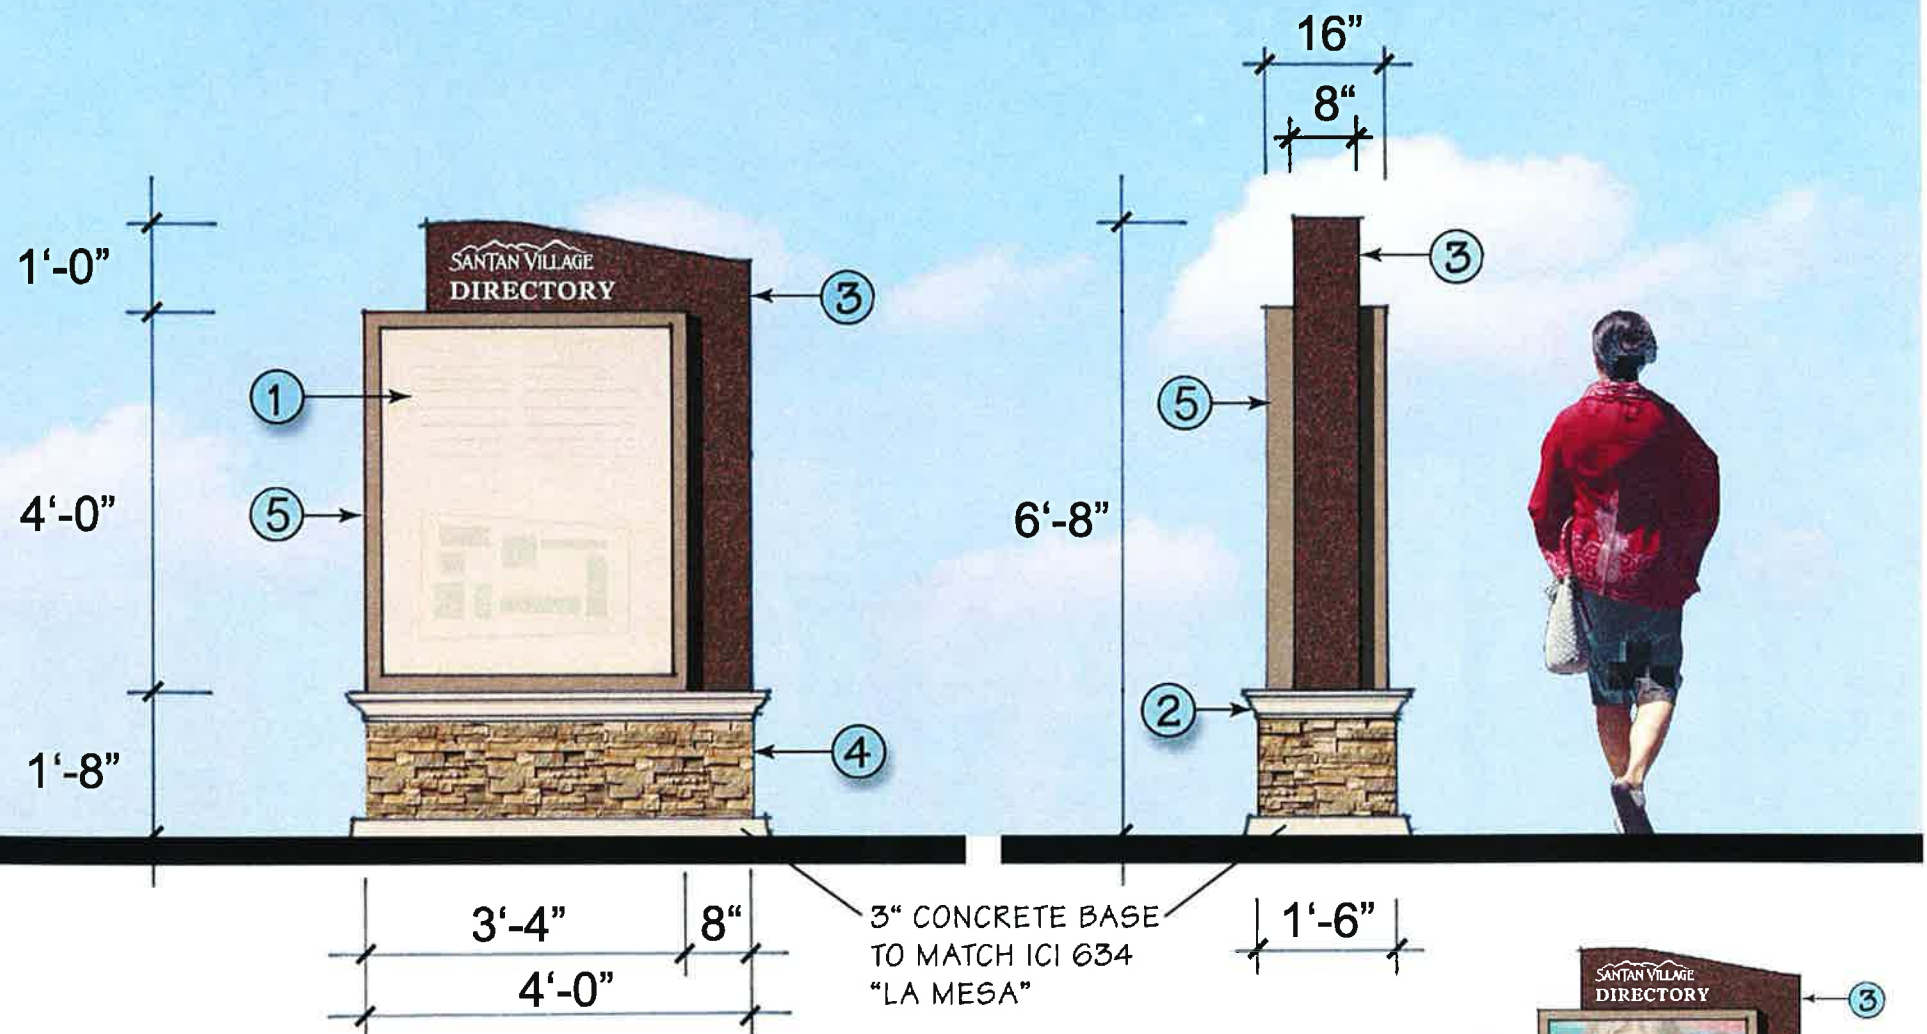 16”
8“
1‘-0”
SANTAN VILLAGE
DIRECTORY
3
3
1
5
4‘-0”
5
6‘-8”
2
4
1‘-8”
3“ CONCRETE BASE
TO MATCH ICI 634
“LA MESA”
3‘-4”
8“
4‘-0”
1‘-6”
SANTAN VILLAGE
DIRECTORY
3